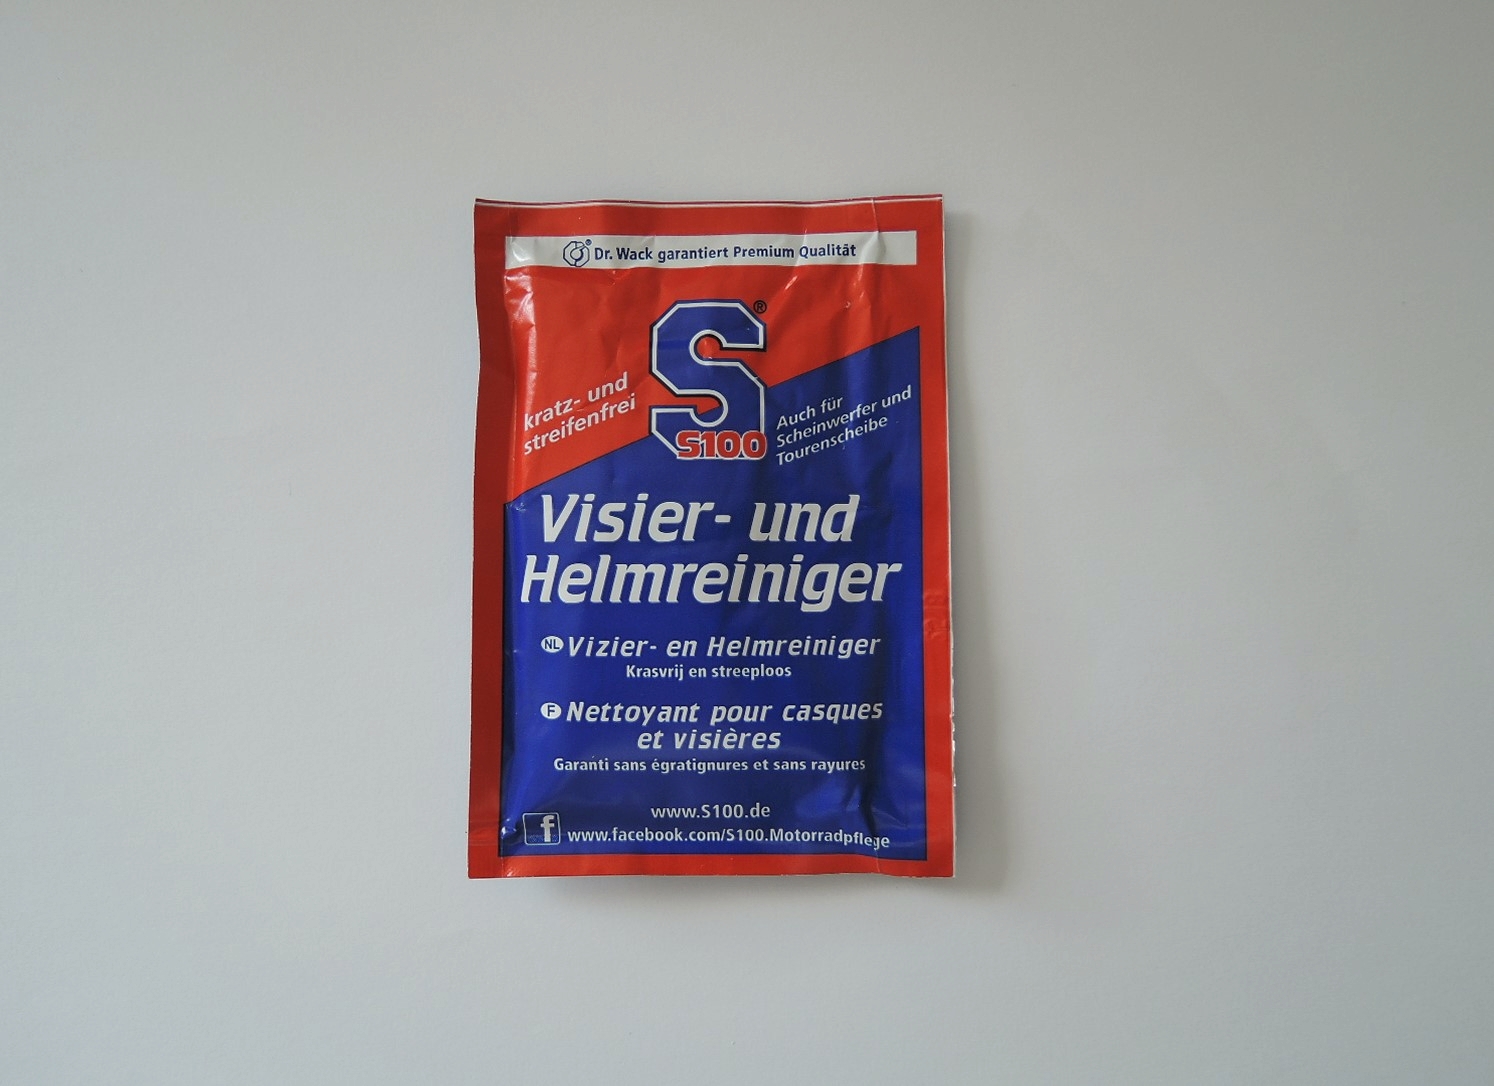 Dr. Wack garantiert Premium Qualität
S®
S100
kratz- und
streifenfrei
Auch für
Scheinwerfer und
Tourenscheibe
Visier- und
Helmreiniger
NL Vizier- en Helmreiniger
Krasvrij en streeploos
F Nettoyant pour casques
et visières
Garanti sans égratignures et sans rayures
www.S100.de
f www.facebook.com/S100.Motorradpflege